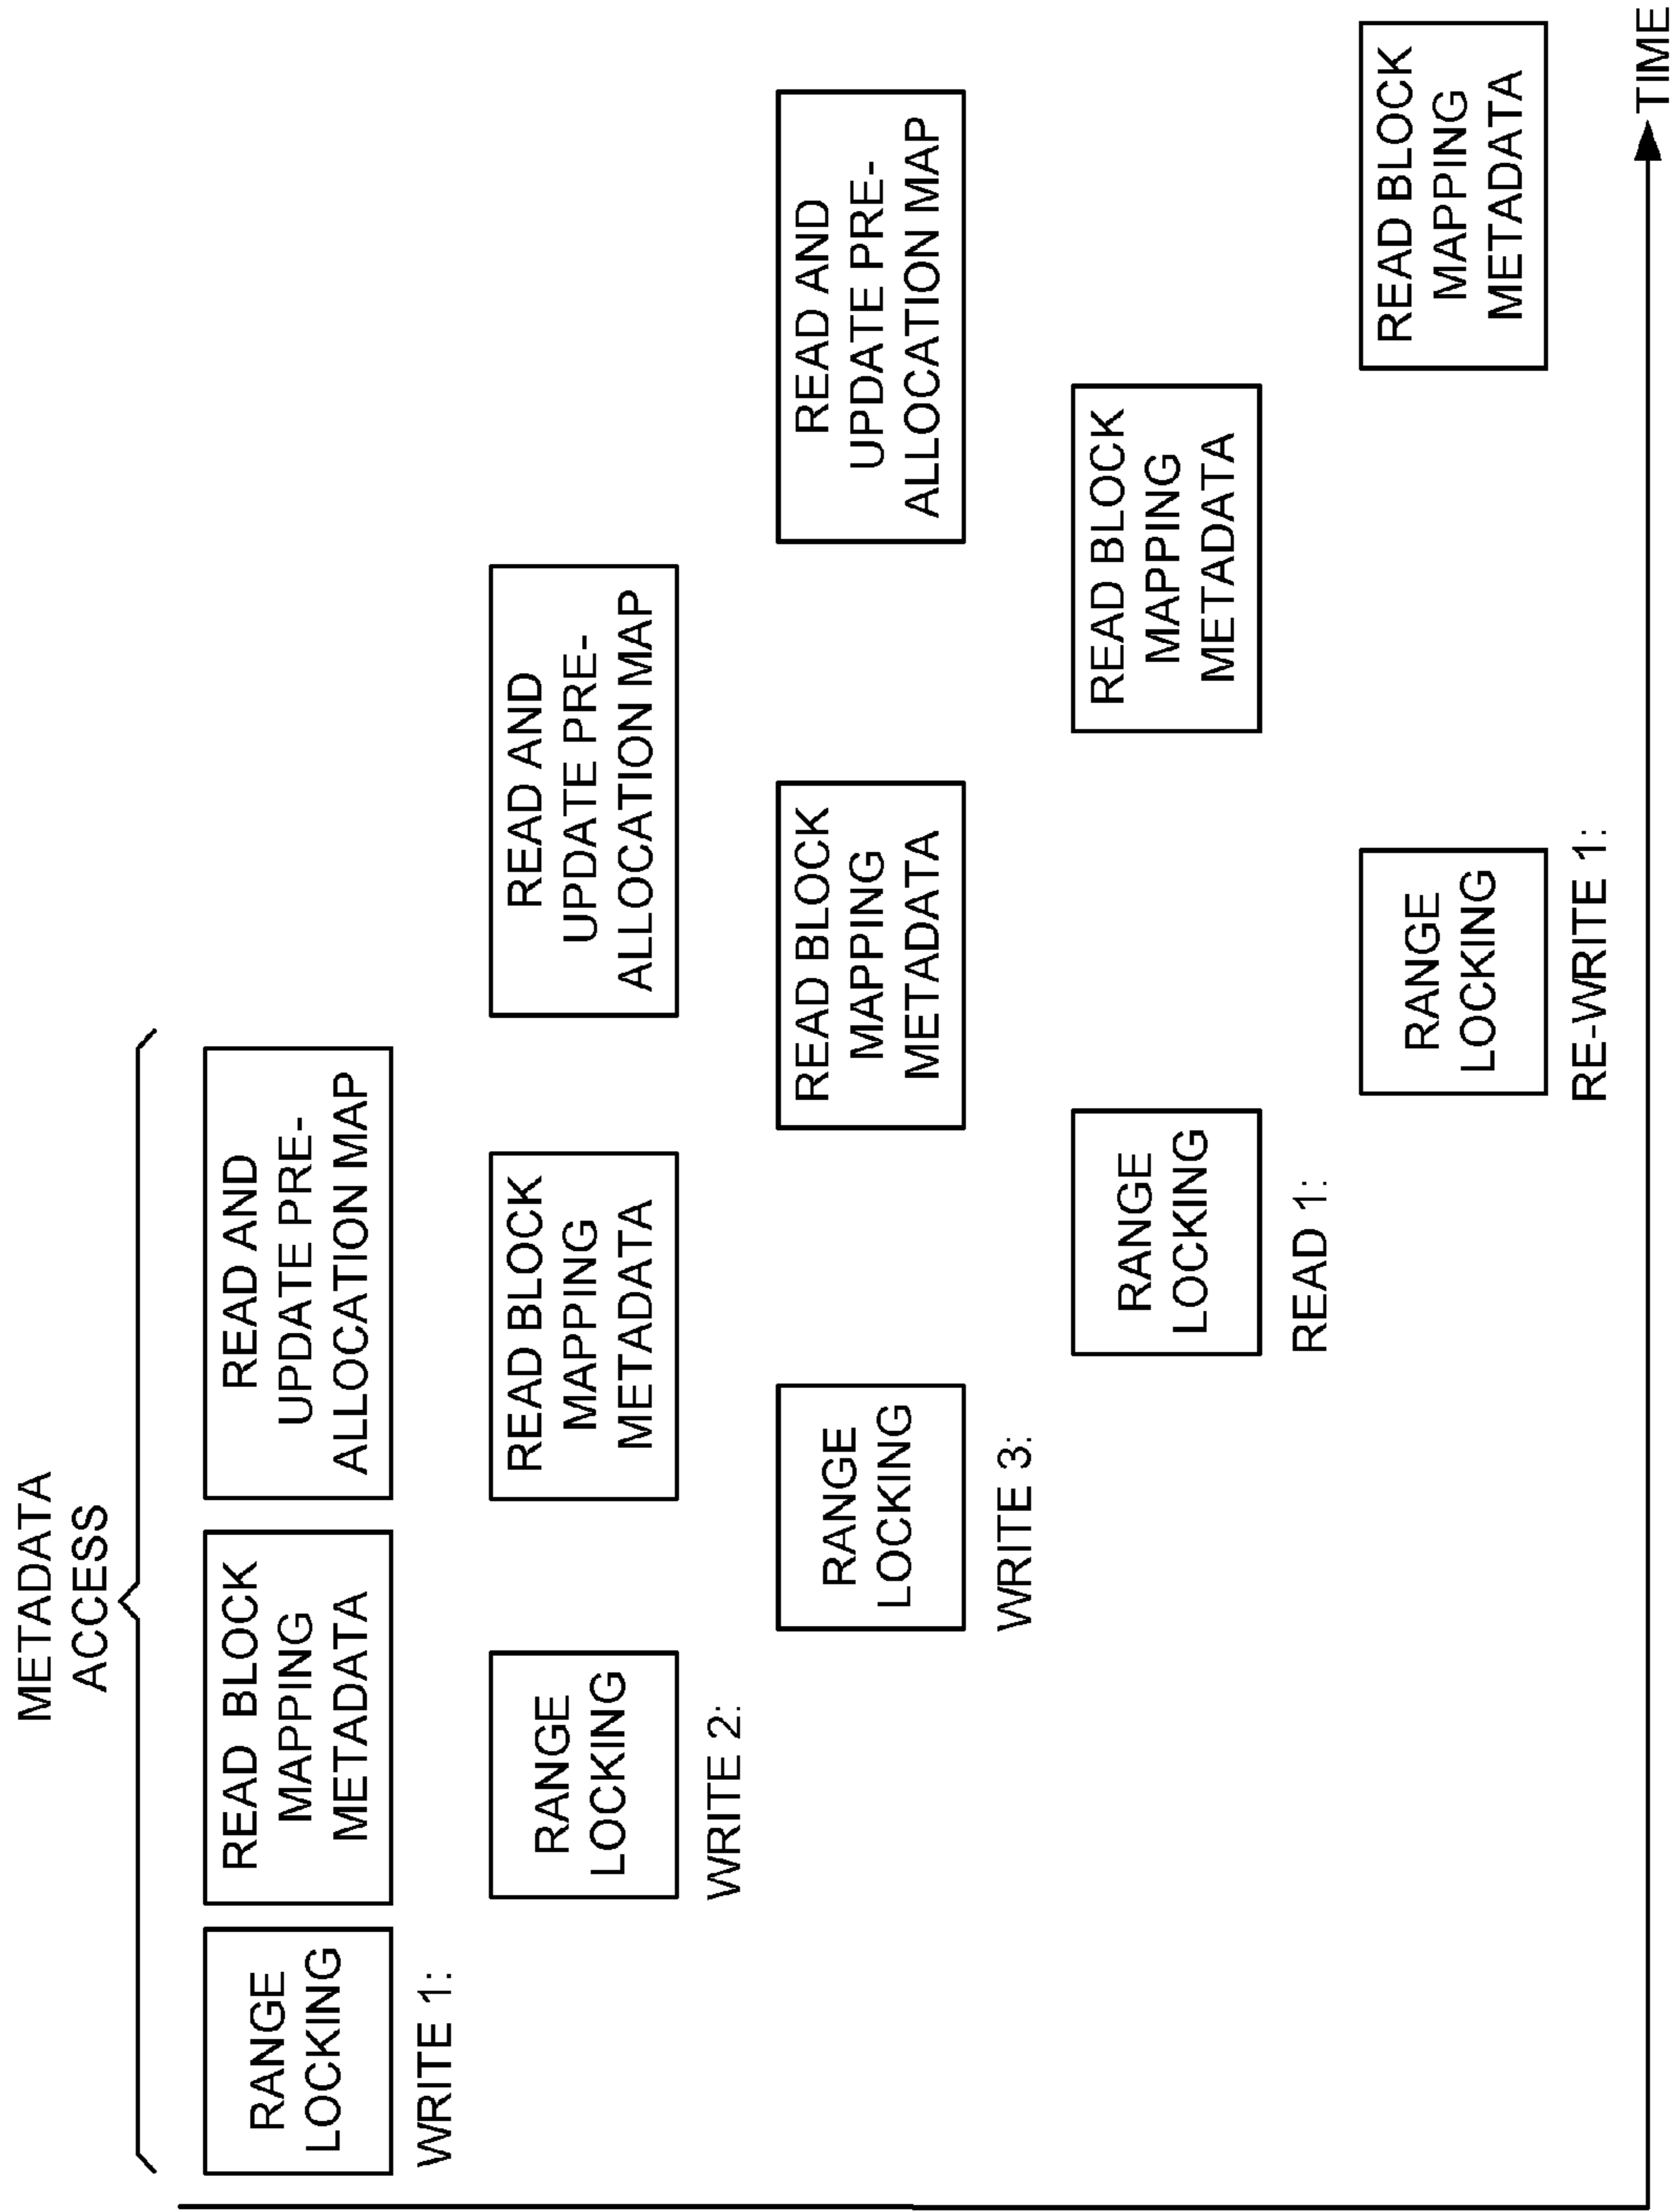 METADATA
ACCESS
RANGE
LOCKING
READ BLOCK
MAPPING
METADATA
READ AND
UPDATE PRE-
ALLOCATION MAP
WRITE 1:
RANGE
LOCKING
READ BLOCK
MAPPING
METADATA
READ AND
UPDATE PRE-
ALLOCATION MAP
WRITE 2:
RANGE
LOCKING
READ BLOCK
MAPPING
METADATA
READ AND
UPDATE PRE-
ALLOCATION MAP
WRITE 3:
RANGE
LOCKING
READ BLOCK
MAPPING
METADATA
READ 1:
RANGE
LOCKING
READ BLOCK
MAPPING
METADATA
RE-WRITE 1:
TIME